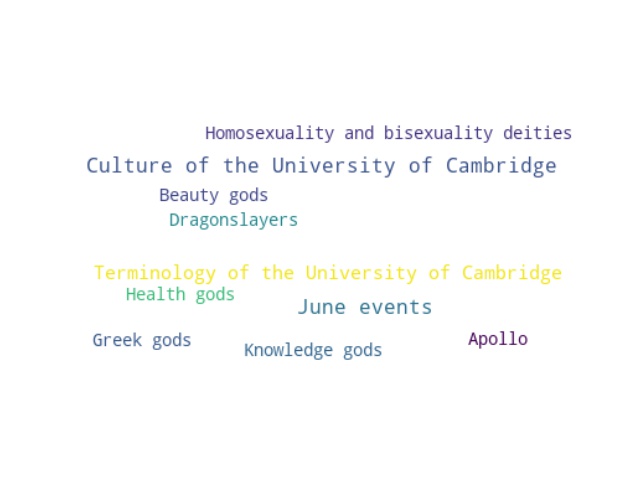 Homosexuality and bisexuality deities
Culture of the University of Cambridge
Beauty gods
Dragonslayers
Terminology of the University of Cambridge
Health gods
June events
Greek gods
Knowledge gods
Apollo